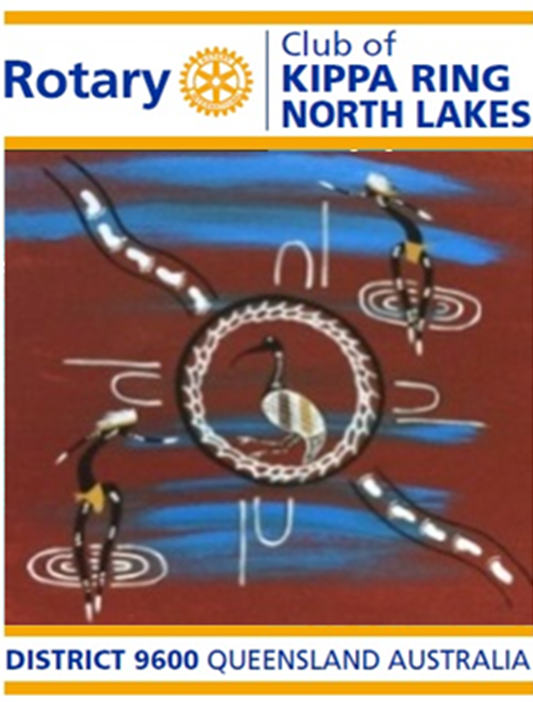 Rotary
Club of
KIPPA RING
NORTH LAKES
DISTRICT 9600 QUEENSLAND AUSTRALIA